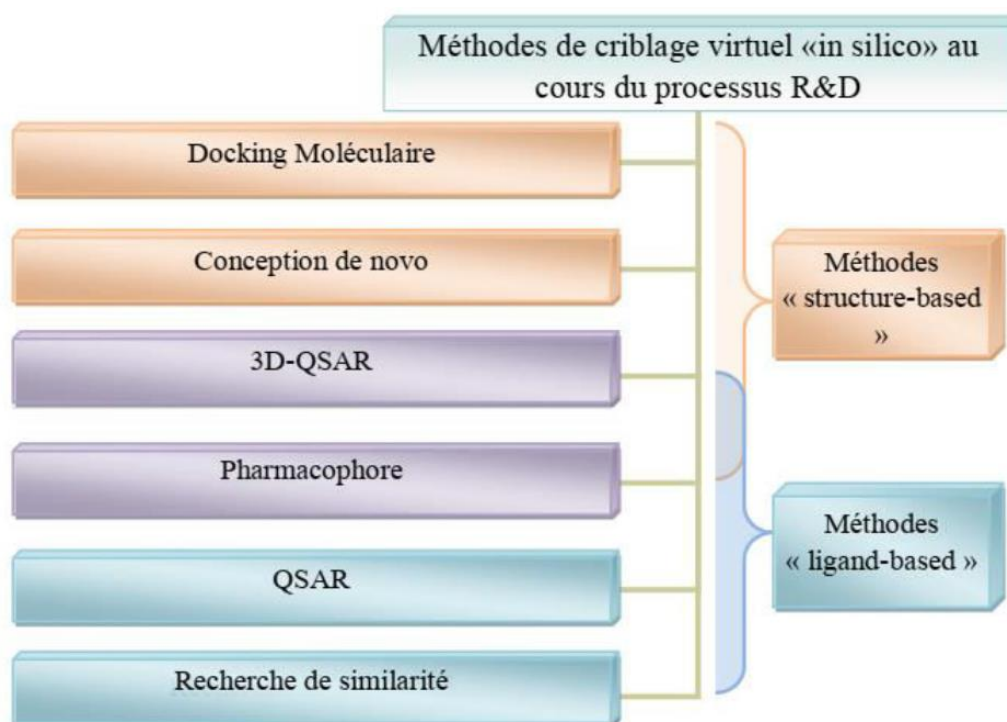 Méthodes de criblage virtuel «in silico» au
cours du processus R&D
Docking Moléculaire
Conception de novo
3D-QSAR
Pharmacophore
QSAR
Recherche de similarité
Méthodes
« structure-based
»
Méthodes
« ligand-based »